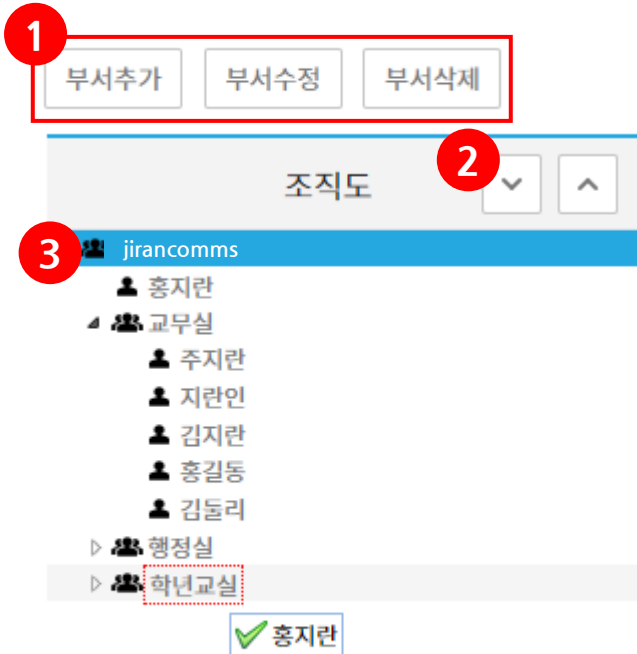 1
부서추가 부서수정 부서삭제
2
조직도
3 jirancomms
홍지란
교무실
주지란
지란인
김지란
홍길동
김둘리
행정실
학년교실
홍지란